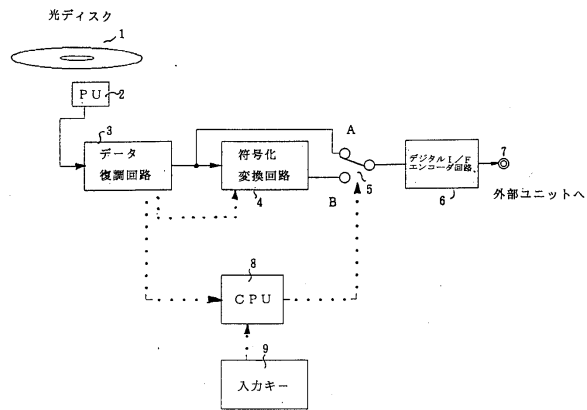 光ディスク
1
PU
2
3
データ
復調回路
符号化
変換回路
4
A
B
5
デジタルI/F
エンコーダ回路
6
7
外部ユニットへ
8
CPU
9
入力キー